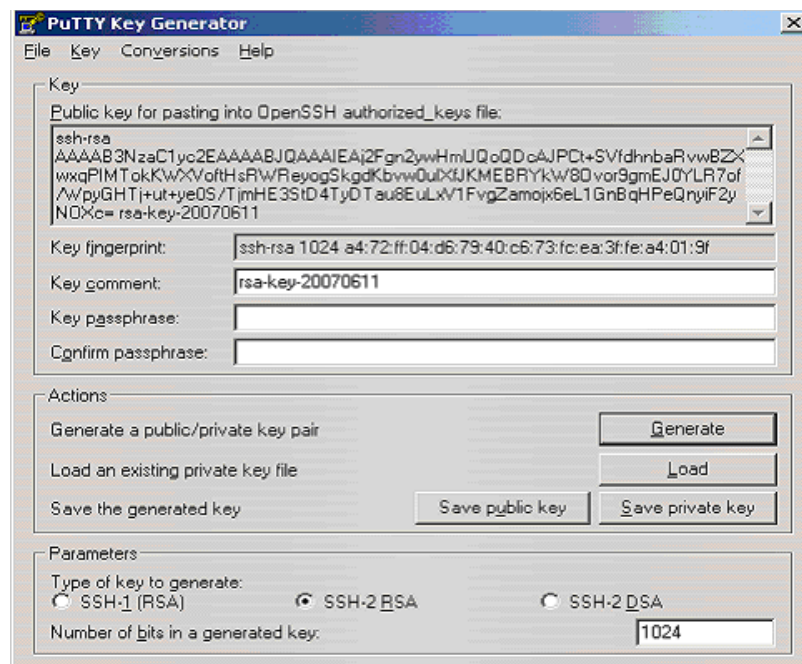 PuTTY Key Generator
File Key Conversions Help
Key
Public key for pasting into OpenSSH authorized_keys file:
ssh-rsa
AAAAB3NzaC1yc2EAAAABJQAAAIEAj2Fgn2ywHmUQoQDcAJPCt+SVfdhnbaRvwBZX
wxqPIMTokKWXVoftHsRWReyogSkgdKbvw0ulXfJKMEBRYkW8Dvor9gmEJ0YLR7of
/WpyGHTj+ut+ye0S/TjmHE3StD4TyDTau8EuLxV1FvgZamojx6eL1GnBqHPeQnyiF2y
NOXc= rsa-key-20070611
Key fingerprint: ssh-rsa 1024 a4:72:ff:04:d6:79:40:c6:73:fc:ea:3f:fe:a4:01:9f
Key comment: rsa-key-20070611
Key passphrase:
Confirm passphrase:
Actions
Generate a public/private key pair Generate
Load an existing private key file Load
Save the generated key Save public key Save private key
Parameters
Type of key to generate:
SSH-1 (RSA) SSH-2 RSA SSH-2 DSA
Number of bits in a generated key: 1024